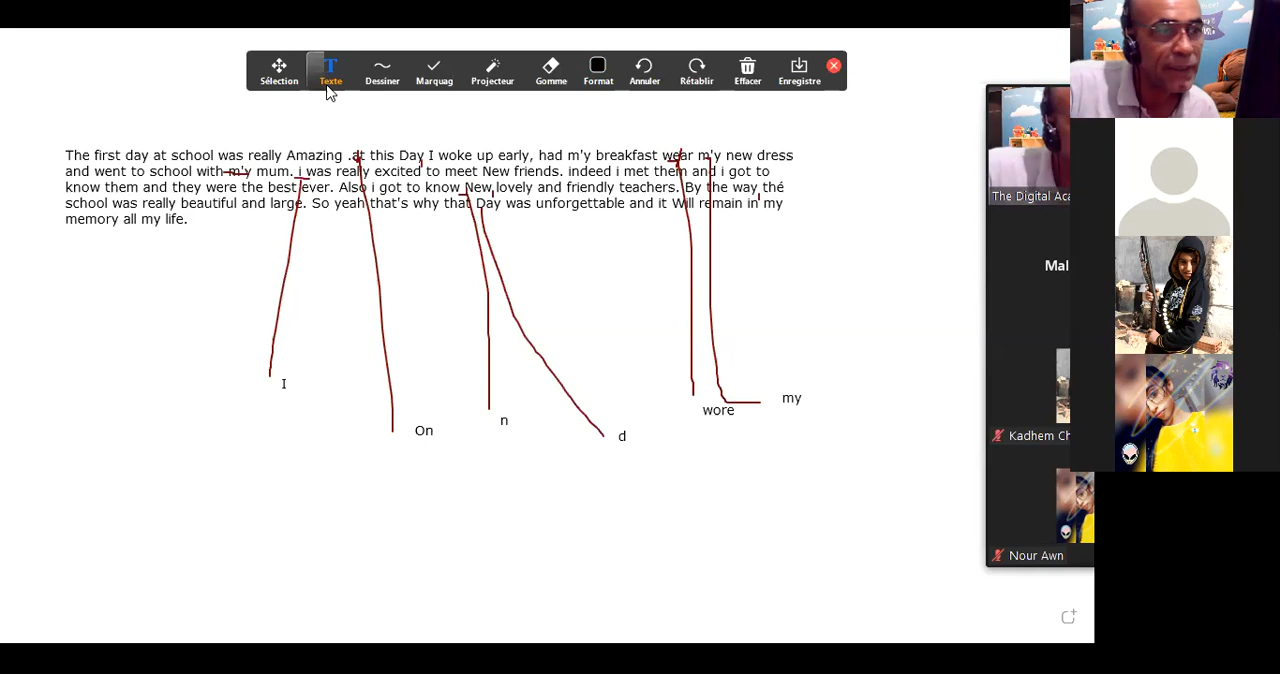 Sélection Texte Dessiner Marquag Projecteur Gomme Format Annuler Rétablir Effacer Enregistre
The first day at school was really Amazing .at this Day I woke up early, had m'y breakfast wear m'y new dress
and went to school with m'y mum. i was really excited to meet New friends. indeed i met them and i got to
know them and they were the best ever. Also i got to know New lovely and friendly teachers. By the way thé
school was really beautiful and large. So yeah that's why that Day was unforgettable and it Will remain in my
memory all my life.
The Digital Aca
Mal
I
my
wore
n
On
d
Kadhem Ch
Nour Awn